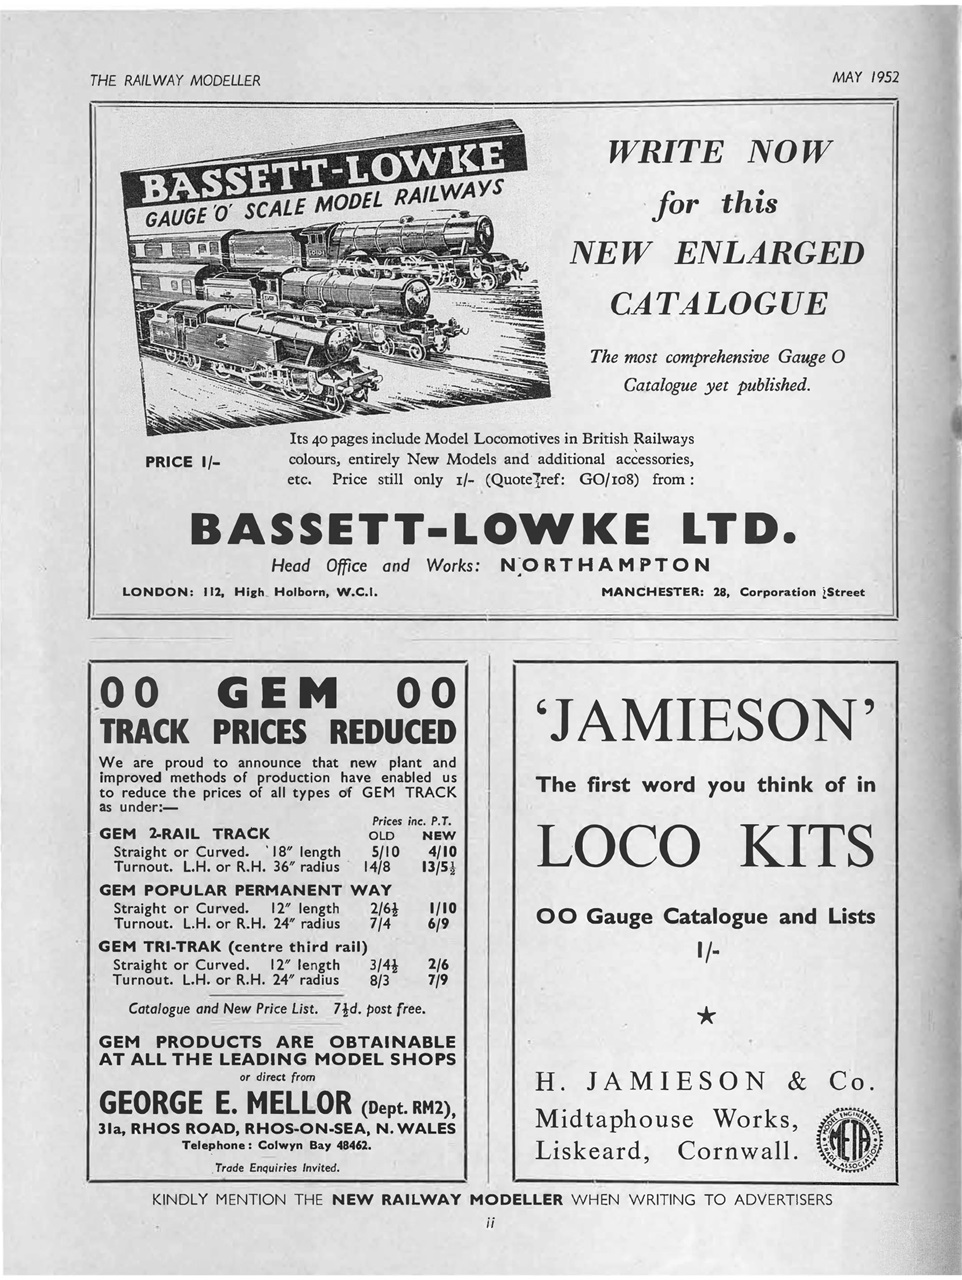 THE RAILWAY MODELLER
MAY 1952
BASSETT-LOWKE
GAUGE 'O' SCALE MODEL RAILWAYS
WRITE NOW
for this
NEW ENLARGED
CATALOGUE
The most comprehensive Gauge O
Catalogue yet published.
PRICE 1/-
Its 40 pages include Model Locomotives in British Railways
colours, entirely New Models and additional accessories,
etc. Price still only 1/- (Quote ref: GO/108) from :
BASSETT-LOWKE LTD.
Head Office and Works: NORTHAMPTON
LONDON: 112, High Holborn, W.C.1.
MANCHESTER: 28, Corporation Street
OO GEM OO
TRACK PRICES REDUCED
We are proud to announce that new plant and
improved methods of production have enabled us
to reduce the prices of all types of GEM TRACK
as under:—
Prices inc. P.T.
GEM 2-RAIL TRACK OLD NEW
Straight or Curved. 18" length 5/10 4/10
Turnout. L.H. or R.H. 36" radius 14/8 13/5½
GEM POPULAR PERMANENT WAY
Straight or Curved. 12" length 2/6½ 1/10
Turnout. L.H. or R.H. 24" radius 7/4 6/9
GEM TRI-TRAK (centre third rail)
Straight or Curved. 12" length 3/4½ 2/6
Turnout. L.H. or R.H. 24" radius 8/3 7/9
Catalogue and New Price List. 7½d. post free.
GEM PRODUCTS ARE OBTAINABLE
AT ALL THE LEADING MODEL SHOPS
or direct from
GEORGE E. MELLOR (Dept. RM2),
31a, RHOS ROAD, RHOS-ON-SEA, N. WALES
Telephone: Colwyn Bay 48462.
Trade Enquiries Invited.
'JAMIESON'
The first word you think of in
LOCO KITS
OO Gauge Catalogue and Lists
1/-
H. JAMIESON & Co.
Midtaphouse Works,
Liskeard, Cornwall.
MODEL ENGINEERING
META
TRADE ASSOCIATION
KINDLY MENTION THE NEW RAILWAY MODELLER WHEN WRITING TO ADVERTISERS
ii